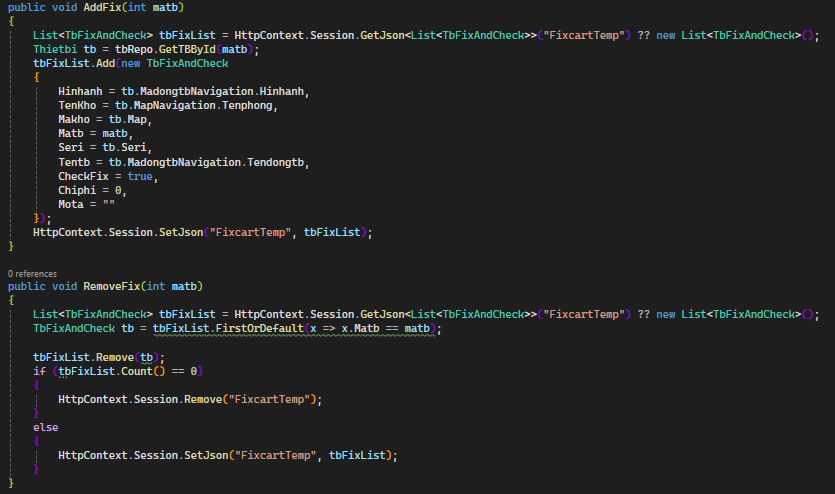 public void AddFix(int matb)
{
List<TbFixAndCheck> tbFixList = HttpContext.Session.GetJson<List<TbFixAndCheck>>("FixcartTemp") ?? new List<TbFixAndCheck>();
Thietbi tb = tbRepo.GetTBById(matb);
tbFixList.Add(new TbFixAndCheck
{
Hinhanh = tb.MadongtbNavigation.Hinhanh,
TenKho = tb.MapNavigation.Tenphong,
Makho = tb.Map,
Matb = matb,
Seri = tb.Seri,
Tentb = tb.MadongtbNavigation.Tendongtb,
CheckFix = true,
Chiphi = 0,
Mota = ""
});
HttpContext.Session.SetJson("FixcartTemp", tbFixList);
}
0 references
public void RemoveFix(int matb)
{
List<TbFixAndCheck> tbFixList = HttpContext.Session.GetJson<List<TbFixAndCheck>>("FixcartTemp") ?? new List<TbFixAndCheck>();
TbFixAndCheck tb = tbFixList.FirstOrDefault(x => x.Matb == matb);
tbFixList.Remove(tb);
if (tbFixList.Count() == 0)
{
HttpContext.Session.Remove("FixcartTemp");
}
else
{
HttpContext.Session.SetJson("FixcartTemp", tbFixList);
}
}